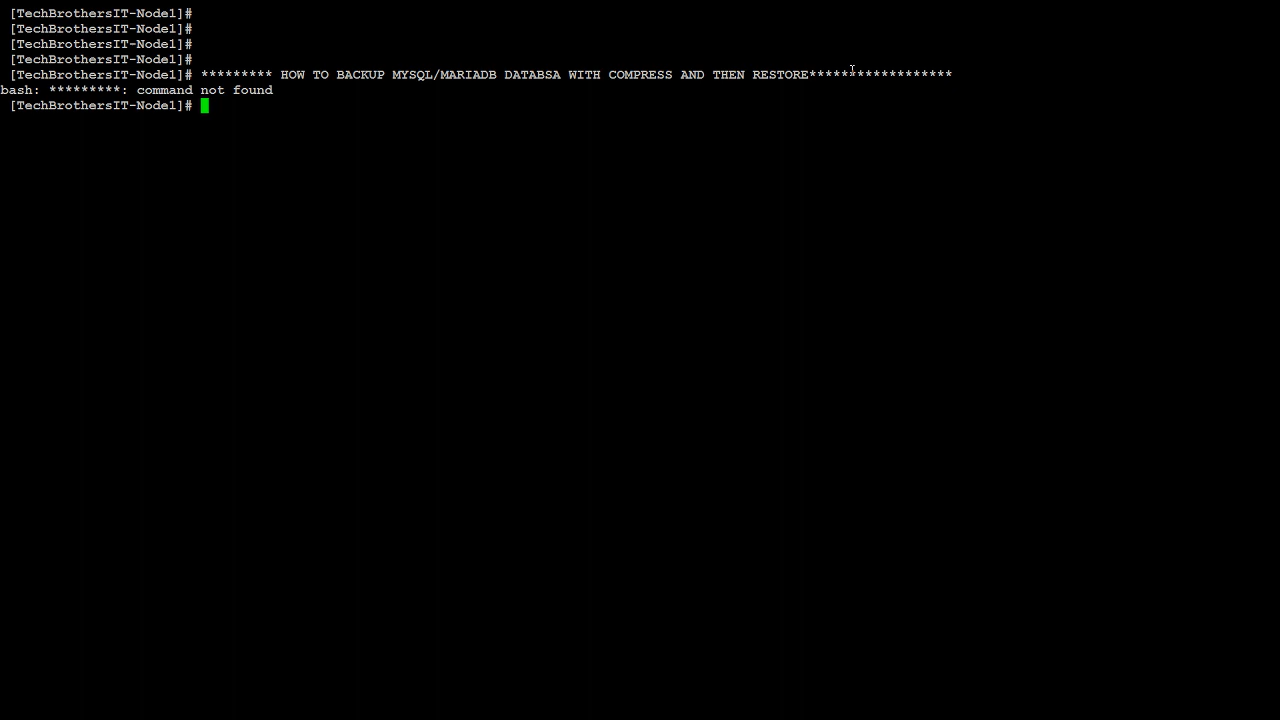 [TechBrothersIT-Node1]#
[TechBrothersIT-Node1]#
[TechBrothersIT-Node1]#
[TechBrothersIT-Node1]#
[TechBrothersIT-Node1]# ********* HOW TO BACKUP MYSQL/MARIADB DATABSA WITH COMPRESS AND THEN RESTORE******************
bash: *********: command not found
[TechBrothersIT-Node1]#